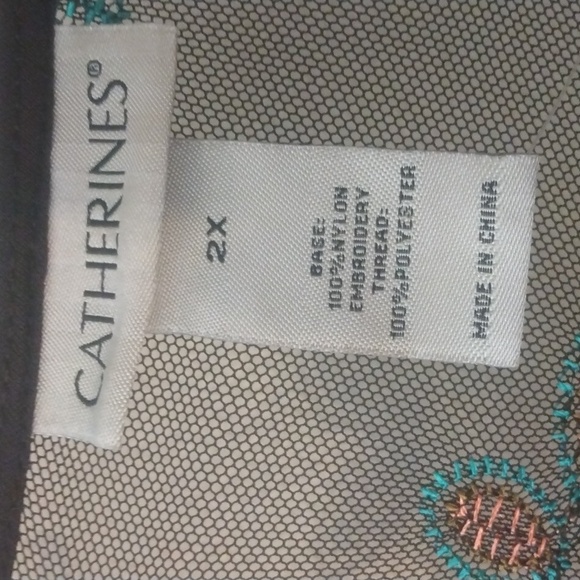 CATHERINES®
2X
BASE:
100%NYLON
EMBROIDERY
THREAD:
100%POLYESTER
MADE IN CHINA